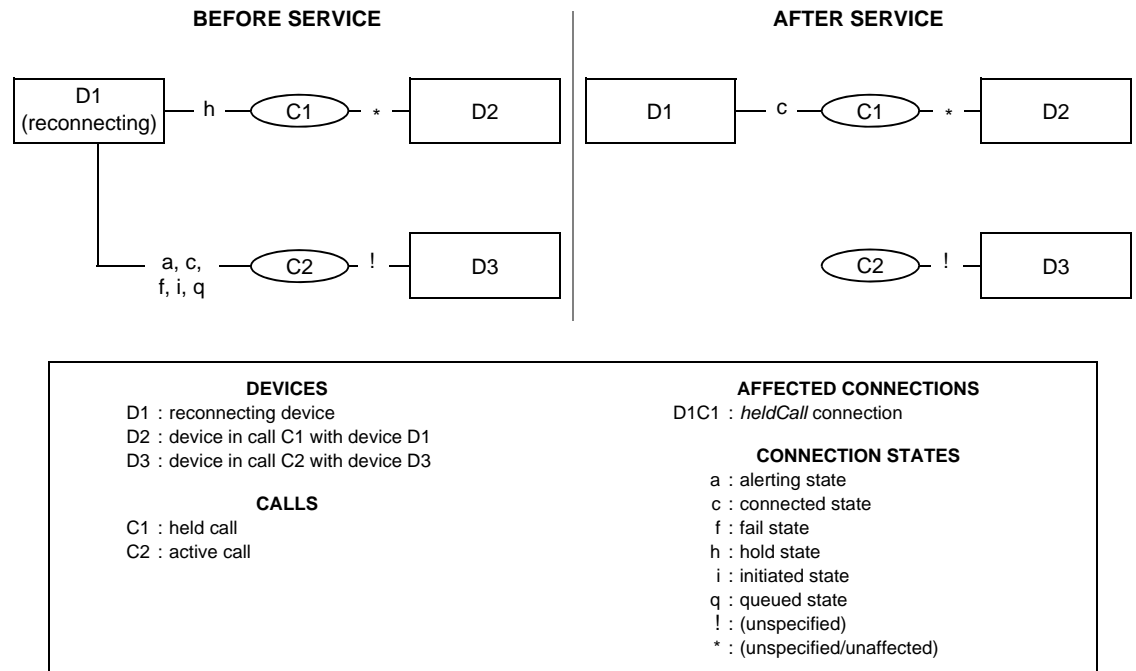 BEFORE SERVICE
AFTER SERVICE
D1
(reconnecting)
h
C1
*
D2
D1
c
C1
*
D2
a, c,
f, i, q
C2
!
D3
C2
!
D3
DEVICES
D1 : reconnecting device
D2 : device in call C1 with device D1
D3 : device in call C2 with device D3
CALLS
C1 : held call
C2 : active call
AFFECTED CONNECTIONS
D1C1 : heldCall connection
CONNECTION STATES
a : alerting state
c : connected state
f : fail state
h : hold state
i : initiated state
q : queued state
! : (unspecified)
* : (unspecified/unaffected)